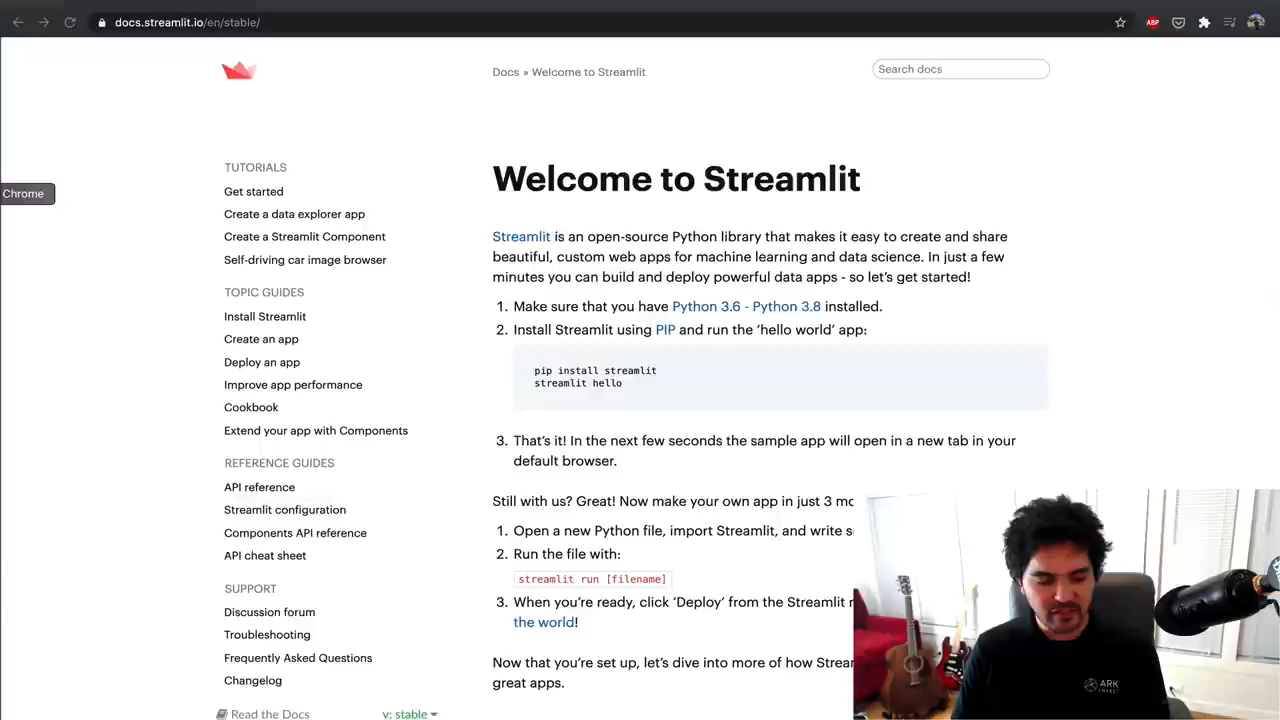 docs.streamlit.io/en/stable/
ABP
Docs » Welcome to Streamlit
Search docs
Chrome
TUTORIALS
Get started
Create a data explorer app
Create a Streamlit Component
Self-driving car image browser
TOPIC GUIDES
Install Streamlit
Create an app
Deploy an app
Improve app performance
Cookbook
Extend your app with Components
REFERENCE GUIDES
API reference
Streamlit configuration
Components API reference
API cheat sheet
SUPPORT
Discussion forum
Troubleshooting
Frequently Asked Questions
Changelog
Read the Docs
v: stable
Welcome to Streamlit
Streamlit is an open-source Python library that makes it easy to create and share
beautiful, custom web apps for machine learning and data science. In just a few
minutes you can build and deploy powerful data apps - so let's get started!
1. Make sure that you have Python 3.6 - Python 3.8 installed.
2. Install Streamlit using PIP and run the ‘hello world’ app:
pip install streamlit
streamlit hello
3. That's it! In the next few seconds the sample app will open in a new tab in your
default browser.
Still with us? Great! Now make your own app in just 3 mo
1. Open a new Python file, import Streamlit, and write s
2. Run the file with:
streamlit run [filename]
3. When you're ready, click ‘Deploy’ from the Streamlit
the world!
Now that you're set up, let's dive into more of how Strear
great apps.
ARK
INVEST